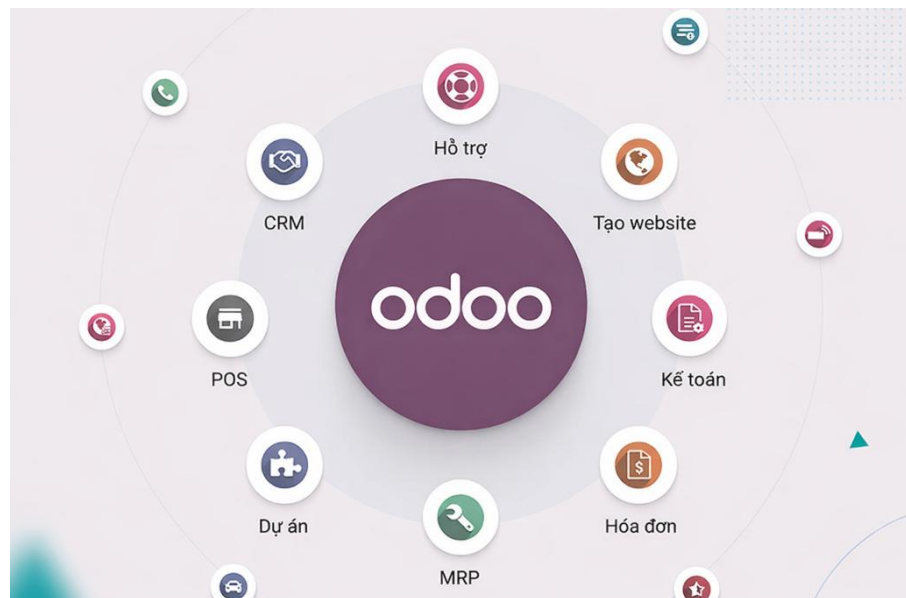 Hỗ trợ
CRM
Tạo website
odoo
POS
Kế toán
Dự án
Hóa đơn
MRP